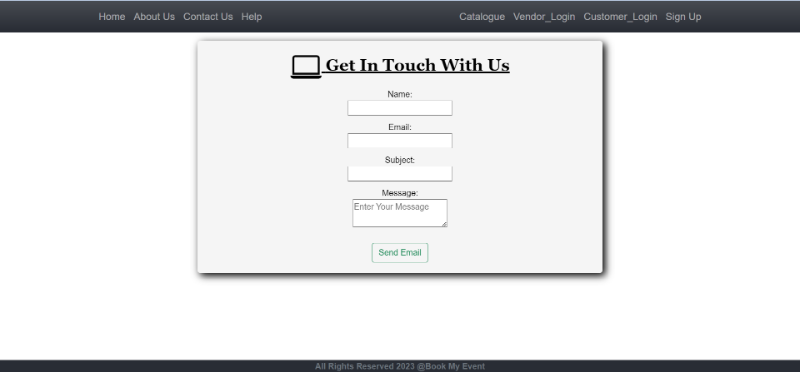 Home About Us Contact Us Help Catalogue Vendor_Login Customer_Login Sign Up
Get In Touch With Us
Name:
Email:
Subject:
Message:
Enter Your Message
Send Email
All Rights Reserved 2023 @Book My Event